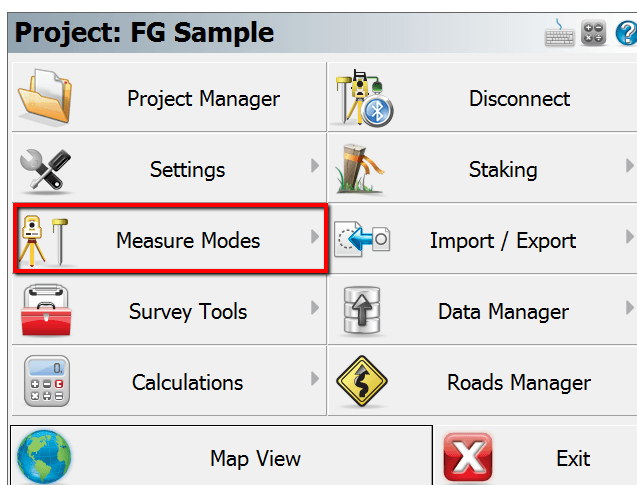 Project: FG Sample
Project Manager
Disconnect
Settings
Staking
Measure Modes
Import / Export
Survey Tools
Data Manager
Calculations
Roads Manager
Map View
Exit